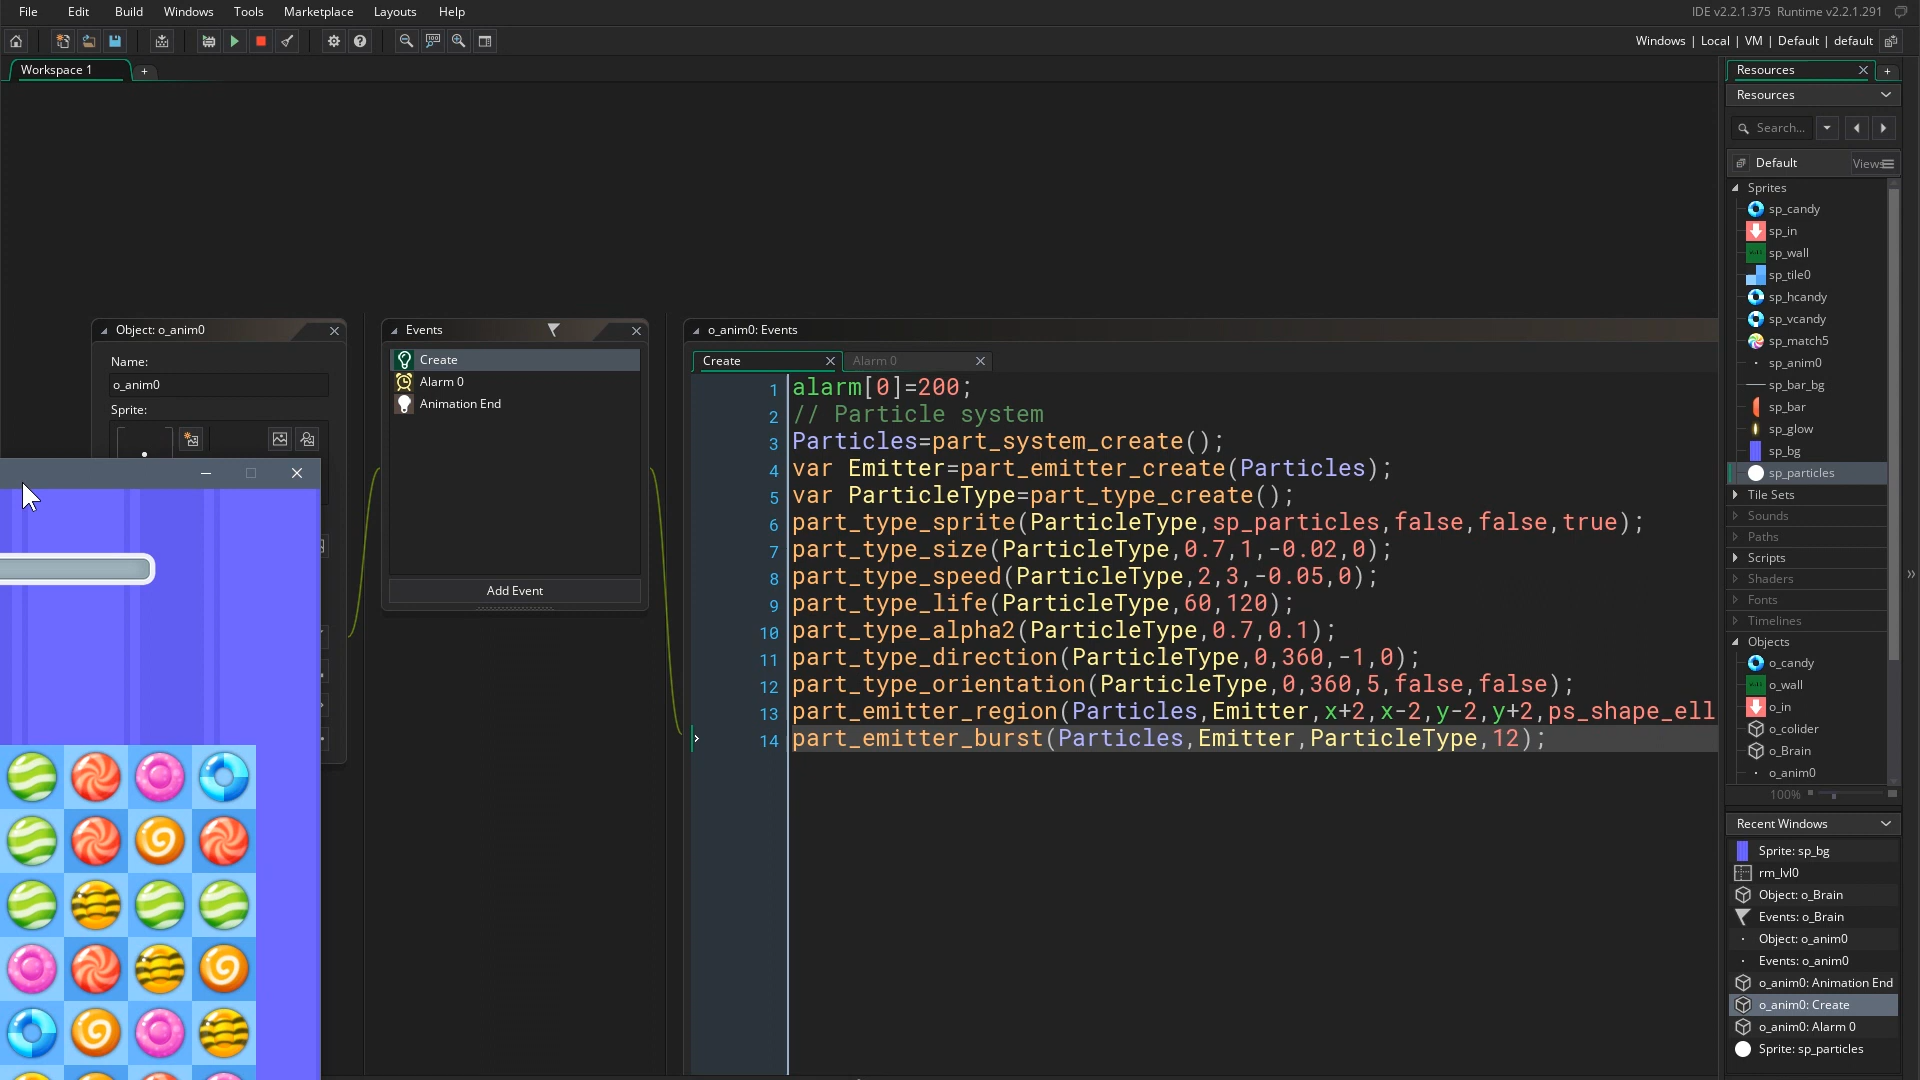 File Edit Build Windows Tools Marketplace Layouts Help
IDE v2.2.1.375 Runtime v2.2.1.291
Windows | Local | VM | Default | default
Workspace 1
Object: o_anim0
Name:
o_anim0
Sprite:
Events
Create
Alarm 0
Animation End
Add Event
o_anim0: Events
Create
Alarm 0
1 alarm[0]=200;
2 // Particle system
3 Particles=part_system_create();
4 var Emitter=part_emitter_create(Particles);
5 var ParticleType=part_type_create();
6 part_type_sprite(ParticleType,sp_particles,false,false,true);
7 part_type_size(ParticleType,0.7,1,-0.02,0);
8 part_type_speed(ParticleType,2,3,-0.05,0);
9 part_type_life(ParticleType,60,120);
10 part_type_alpha2(ParticleType,0.7,0.1);
11 part_type_direction(ParticleType,0,360,-1,0);
12 part_type_orientation(ParticleType,0,360,5,false,false);
13 part_emitter_region(Particles,Emitter,x+2,x-2,y-2,y+2,ps_shape_ell
14 part_emitter_burst(Particles,Emitter,ParticleType,12);
Resources
Resources
Search...
Default
Views
Sprites
sp_candy
sp_in
sp_wall
sp_tile0
sp_hcandy
sp_vcandy
sp_match5
sp_anim0
sp_bar_bg
sp_bar
sp_glow
sp_bg
sp_particles
Tile Sets
Sounds
Paths
Scripts
Shaders
Fonts
Timelines
Objects
o_candy
o_wall
o_in
o_colider
o_Brain
o_anim0
100%
Recent Windows
Sprite: sp_bg
rm_lvl0
Object: o_Brain
Events: o_Brain
Object: o_anim0
Events: o_anim0
o_anim0: Animation End
o_anim0: Create
o_anim0: Alarm 0
Sprite: sp_particles